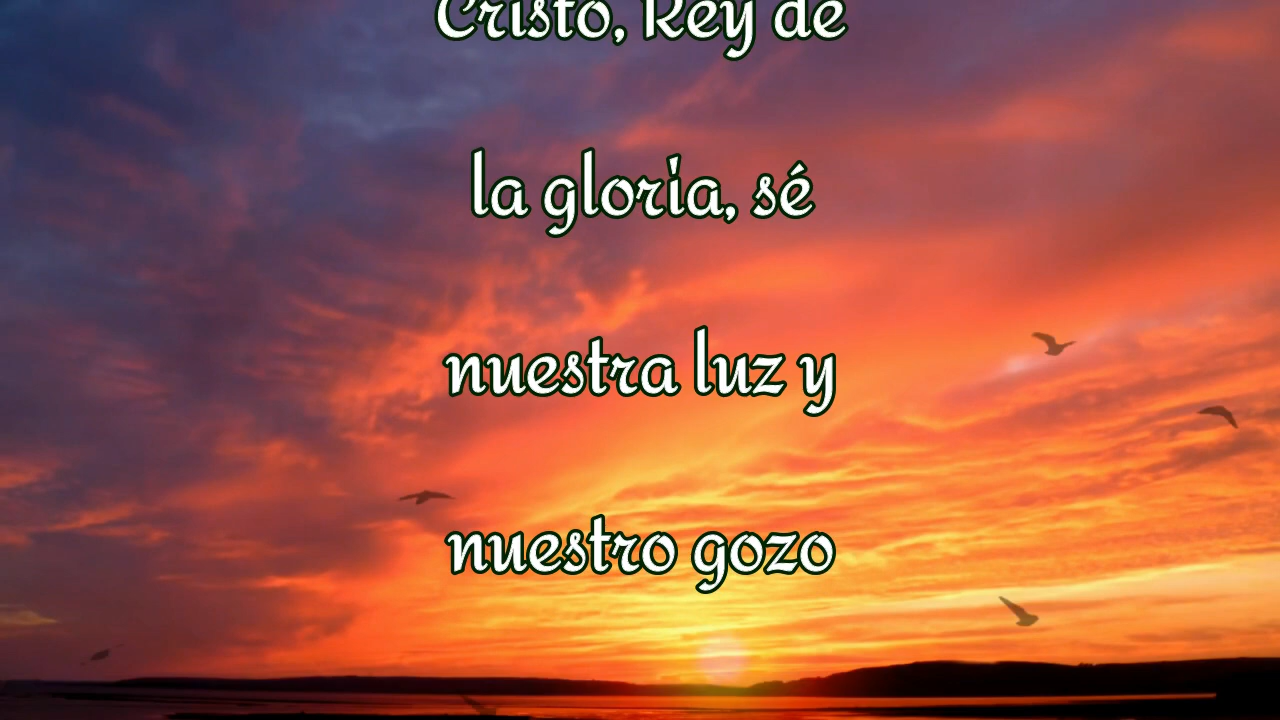 Cristo, Rey de
la gloria, sé
nuestra luz y
nuestro gozo